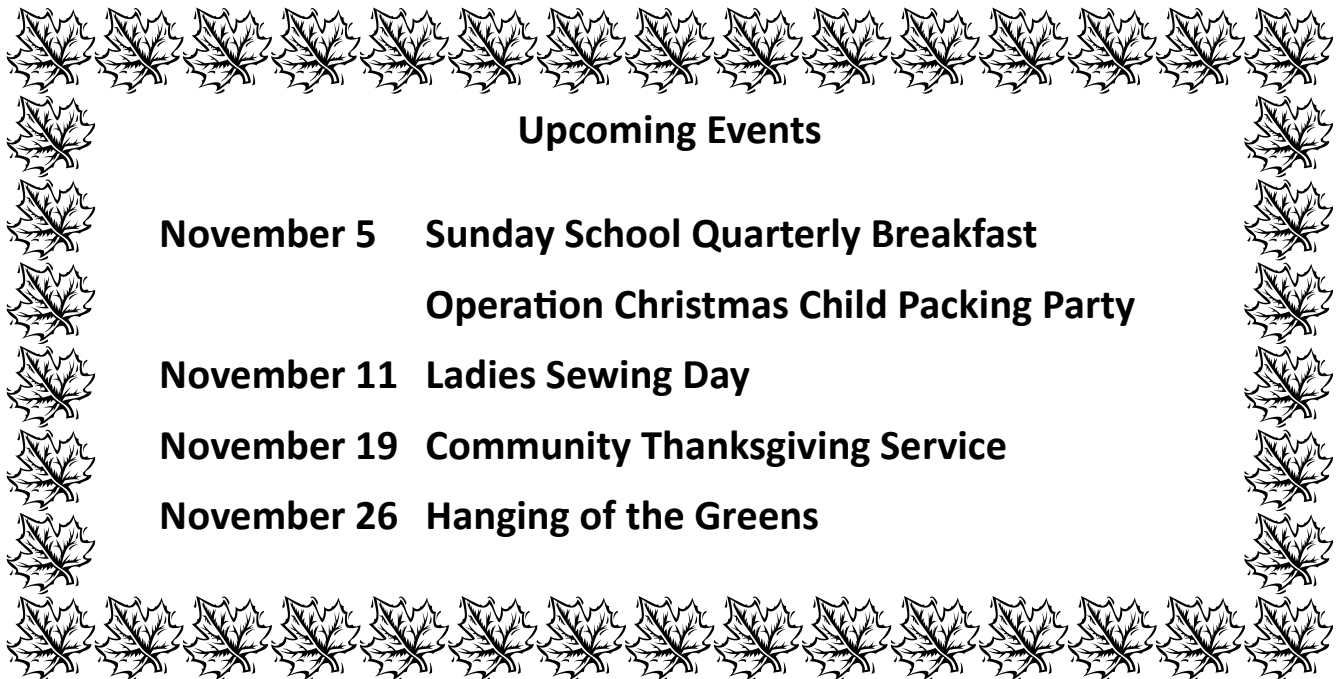 Upcoming Events
November 5 Sunday School Quarterly Breakfast
Operation Christmas Child Packing Party
November 11 Ladies Sewing Day
November 19 Community Thanksgiving Service
November 26 Hanging of the Greens